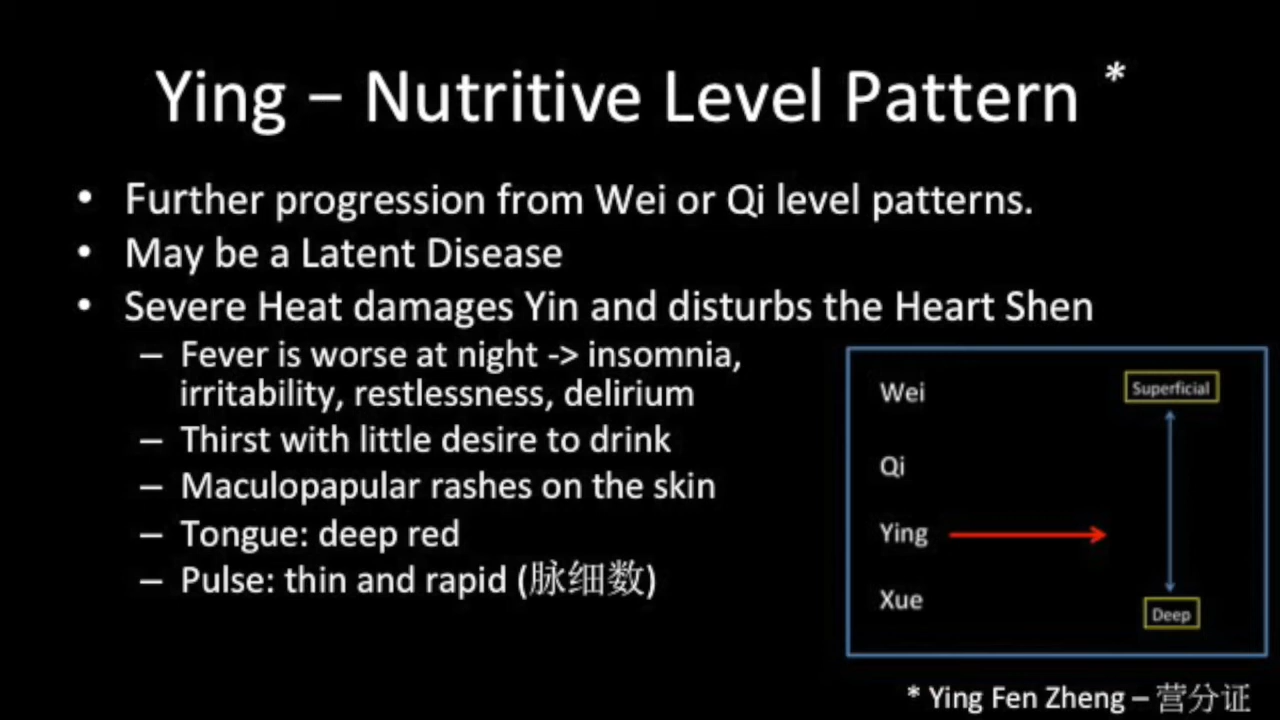 Ying – Nutritive Level Pattern *
• Further progression from Wei or Qi level patterns.
• May be a Latent Disease
• Severe Heat damages Yin and disturbs the Heart Shen
– Fever is worse at night -> insomnia,
irritability, restlessness, delirium
– Thirst with little desire to drink
– Maculopapular rashes on the skin
– Tongue: deep red
– Pulse: thin and rapid (脉细数)
Wei
Superficial
Qi
Ying
Xue
Deep
* Ying Fen Zheng – 营分证